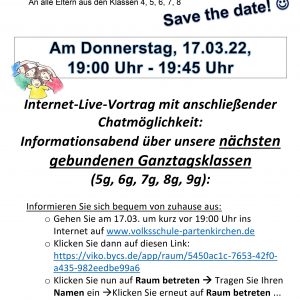 An alle Eltern aus den Klassen 4, 5, 6, 7, 8
Save the date! ☺
Am Donnerstag, 17.03.22,
19:00 Uhr - 19:45 Uhr
Internet-Live-Vortrag mit anschließender
Chatmöglichkeit:
Informationsabend über unsere nächsten
gebundenen Ganztagsklassen
(5g, 6g, 7g, 8g, 9g):
Informieren Sie sich bequem von zuhause aus:
o Gehen Sie am 17.03. um kurz vor 19:00 Uhr ins
Internet auf www.volksschule-partenkirchen.de
o Klicken Sie dann auf diesen Link:
https://viko.bycs.de/app/raum/5450ac1c-7653-42f0-
a435-982eedbe99a6
o Klicken Sie nun auf Raum betreten → Tragen Sie Ihren
Namen ein →Klicken Sie erneut auf Raum betreten ...